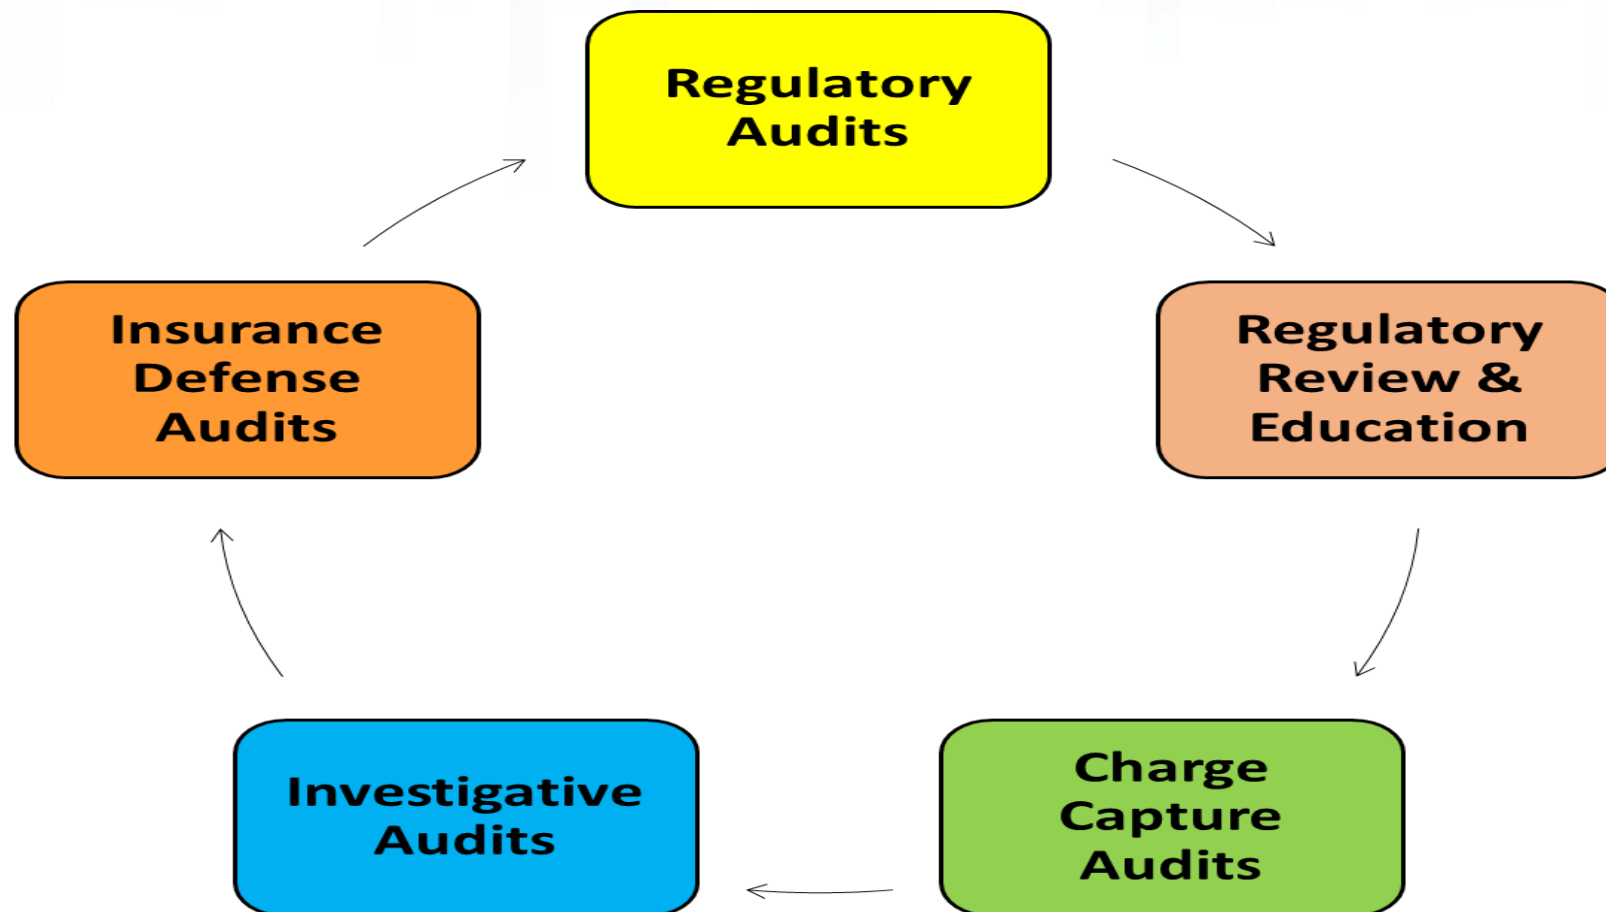 Regulatory
Audits
Regulatory
Review &
Education
Charge
Capture
Audits
Investigative
Audits
Insurance
Defense
Audits